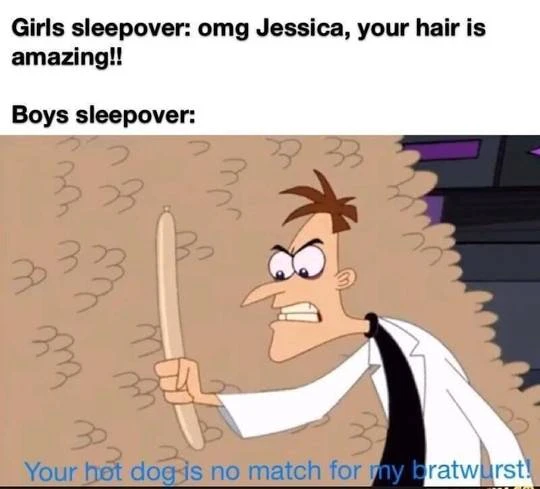 Girls sleepover: omg Jessica, your hair is
amazing!!
Boys sleepover:
Your hot dog is no match for my bratwurst!